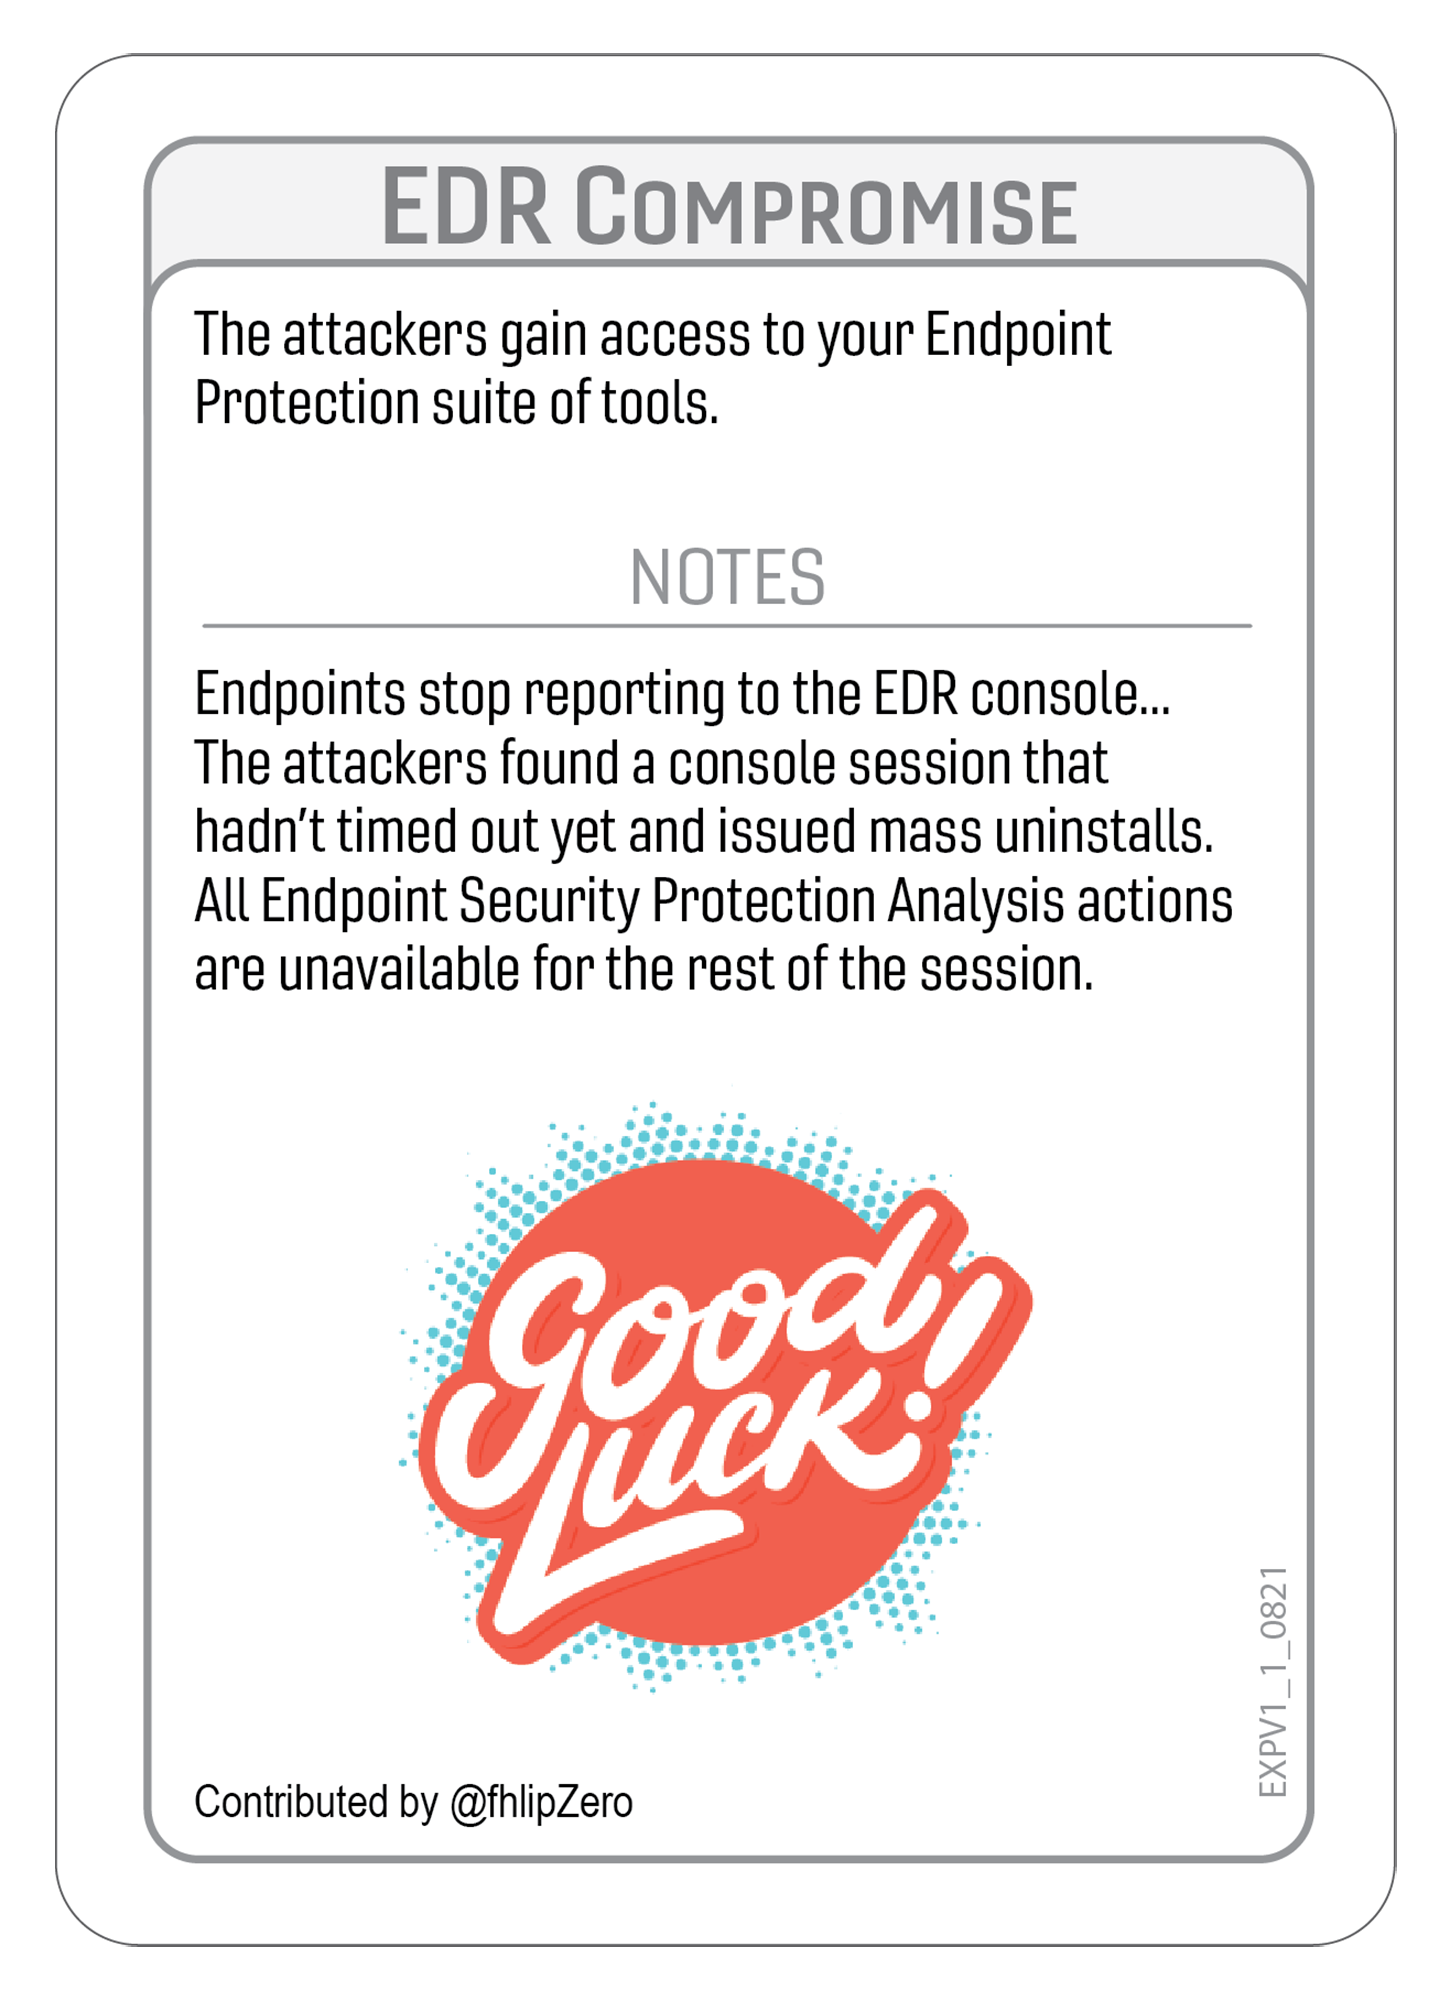 EDR Compromise
The attackers gain access to your Endpoint
Protection suite of tools.
NOTES
Endpoints stop reporting to the EDR console...
The attackers found a console session that
hadn't timed out yet and issued mass uninstalls.
All Endpoint Security Protection Analysis actions
are unavailable for the rest of the session.
Good
Luck!
EXPV1_1_0821
Contributed by @fhlipZero